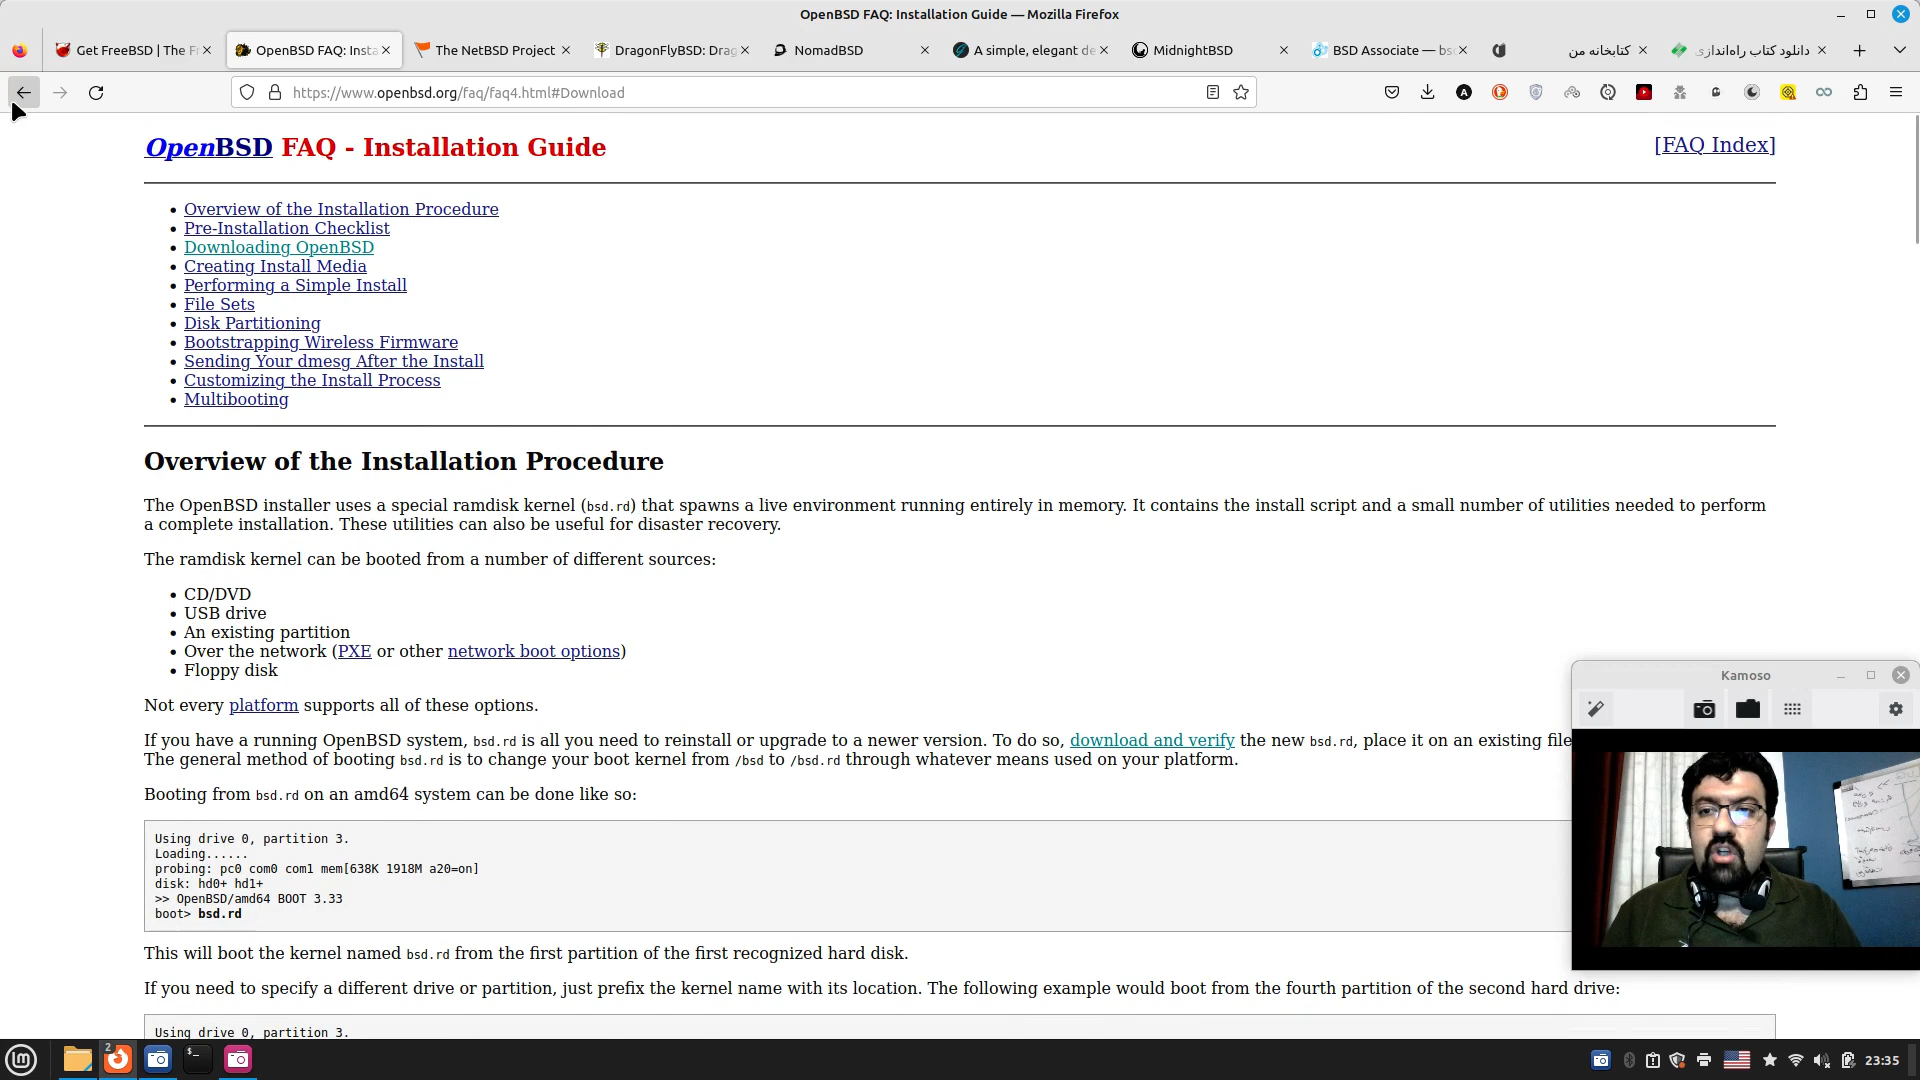 OpenBSD FAQ: Installation Guide — Mozilla Firefox
Get FreeBSD | The F
OpenBSD FAQ: Insta
The NetBSD Project
DragonFlyBSD: Drag
NomadBSD
A simple, elegant de
MidnightBSD
BSD Associate — bsd
کتابخانه من
دانلود کتاب راه‌اندازی
https://www.openbsd.org/faq/faq4.html#Download
OpenBSD FAQ - Installation Guide
[FAQ Index]
Overview of the Installation Procedure
Pre-Installation Checklist
Downloading OpenBSD
Creating Install Media
Performing a Simple Install
File Sets
Disk Partitioning
Bootstrapping Wireless Firmware
Sending Your dmesg After the Install
Customizing the Install Process
Multibooting
Overview of the Installation Procedure
The OpenBSD installer uses a special ramdisk kernel (bsd.rd) that spawns a live environment running entirely in memory. It contains the install script and a small number of utilities needed to perform
a complete installation. These utilities can also be useful for disaster recovery.
The ramdisk kernel can be booted from a number of different sources:
CD/DVD
USB drive
An existing partition
Over the network (PXE or other network boot options)
Floppy disk
Not every platform supports all of these options.
If you have a running OpenBSD system, bsd.rd is all you need to reinstall or upgrade to a newer version. To do so, download and verify the new bsd.rd, place it on an existing file
The general method of booting bsd.rd is to change your boot kernel from /bsd to /bsd.rd through whatever means used on your platform.
Booting from bsd.rd on an amd64 system can be done like so:
Using drive 0, partition 3.
Loading......
probing: pc0 com0 com1 mem[638K 1918M a20=on]
disk: hd0+ hd1+
>> OpenBSD/amd64 BOOT 3.33
boot> bsd.rd
This will boot the kernel named bsd.rd from the first partition of the first recognized hard disk.
If you need to specify a different drive or partition, just prefix the kernel name with its location. The following example would boot from the fourth partition of the second hard drive:
Using drive 0, partition 3.
Kamoso
2
23:35